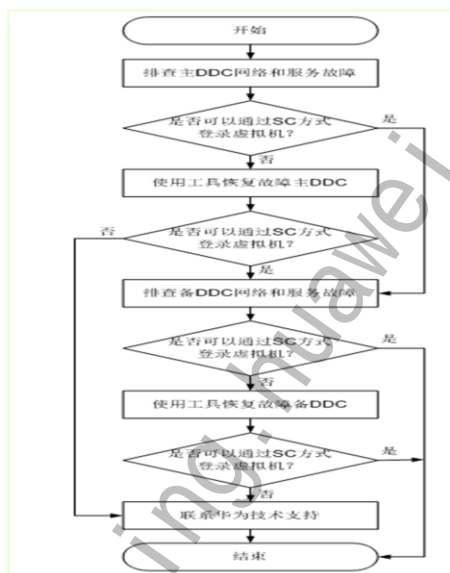 开始
排查主DDC网络和服务故障
是否可以通过SC方式
登录虚拟机?
是
否
使用工具恢复故障主DDC
否
是否可以通过SC方式
登录虚拟机?
是
排查备DDC网络和服务故障
是否可以通过SC方式
登录虚拟机?
是
否
使用工具恢复故障备DDC
是否可以通过SC方式
登录虚拟机?
是
否
联系华为技术支持
结束
ing.huawei